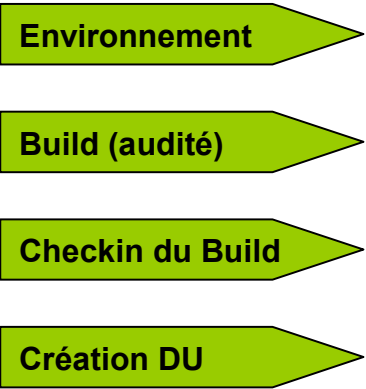 Environnement
Build (audité)
Checkin du Build
Création DU